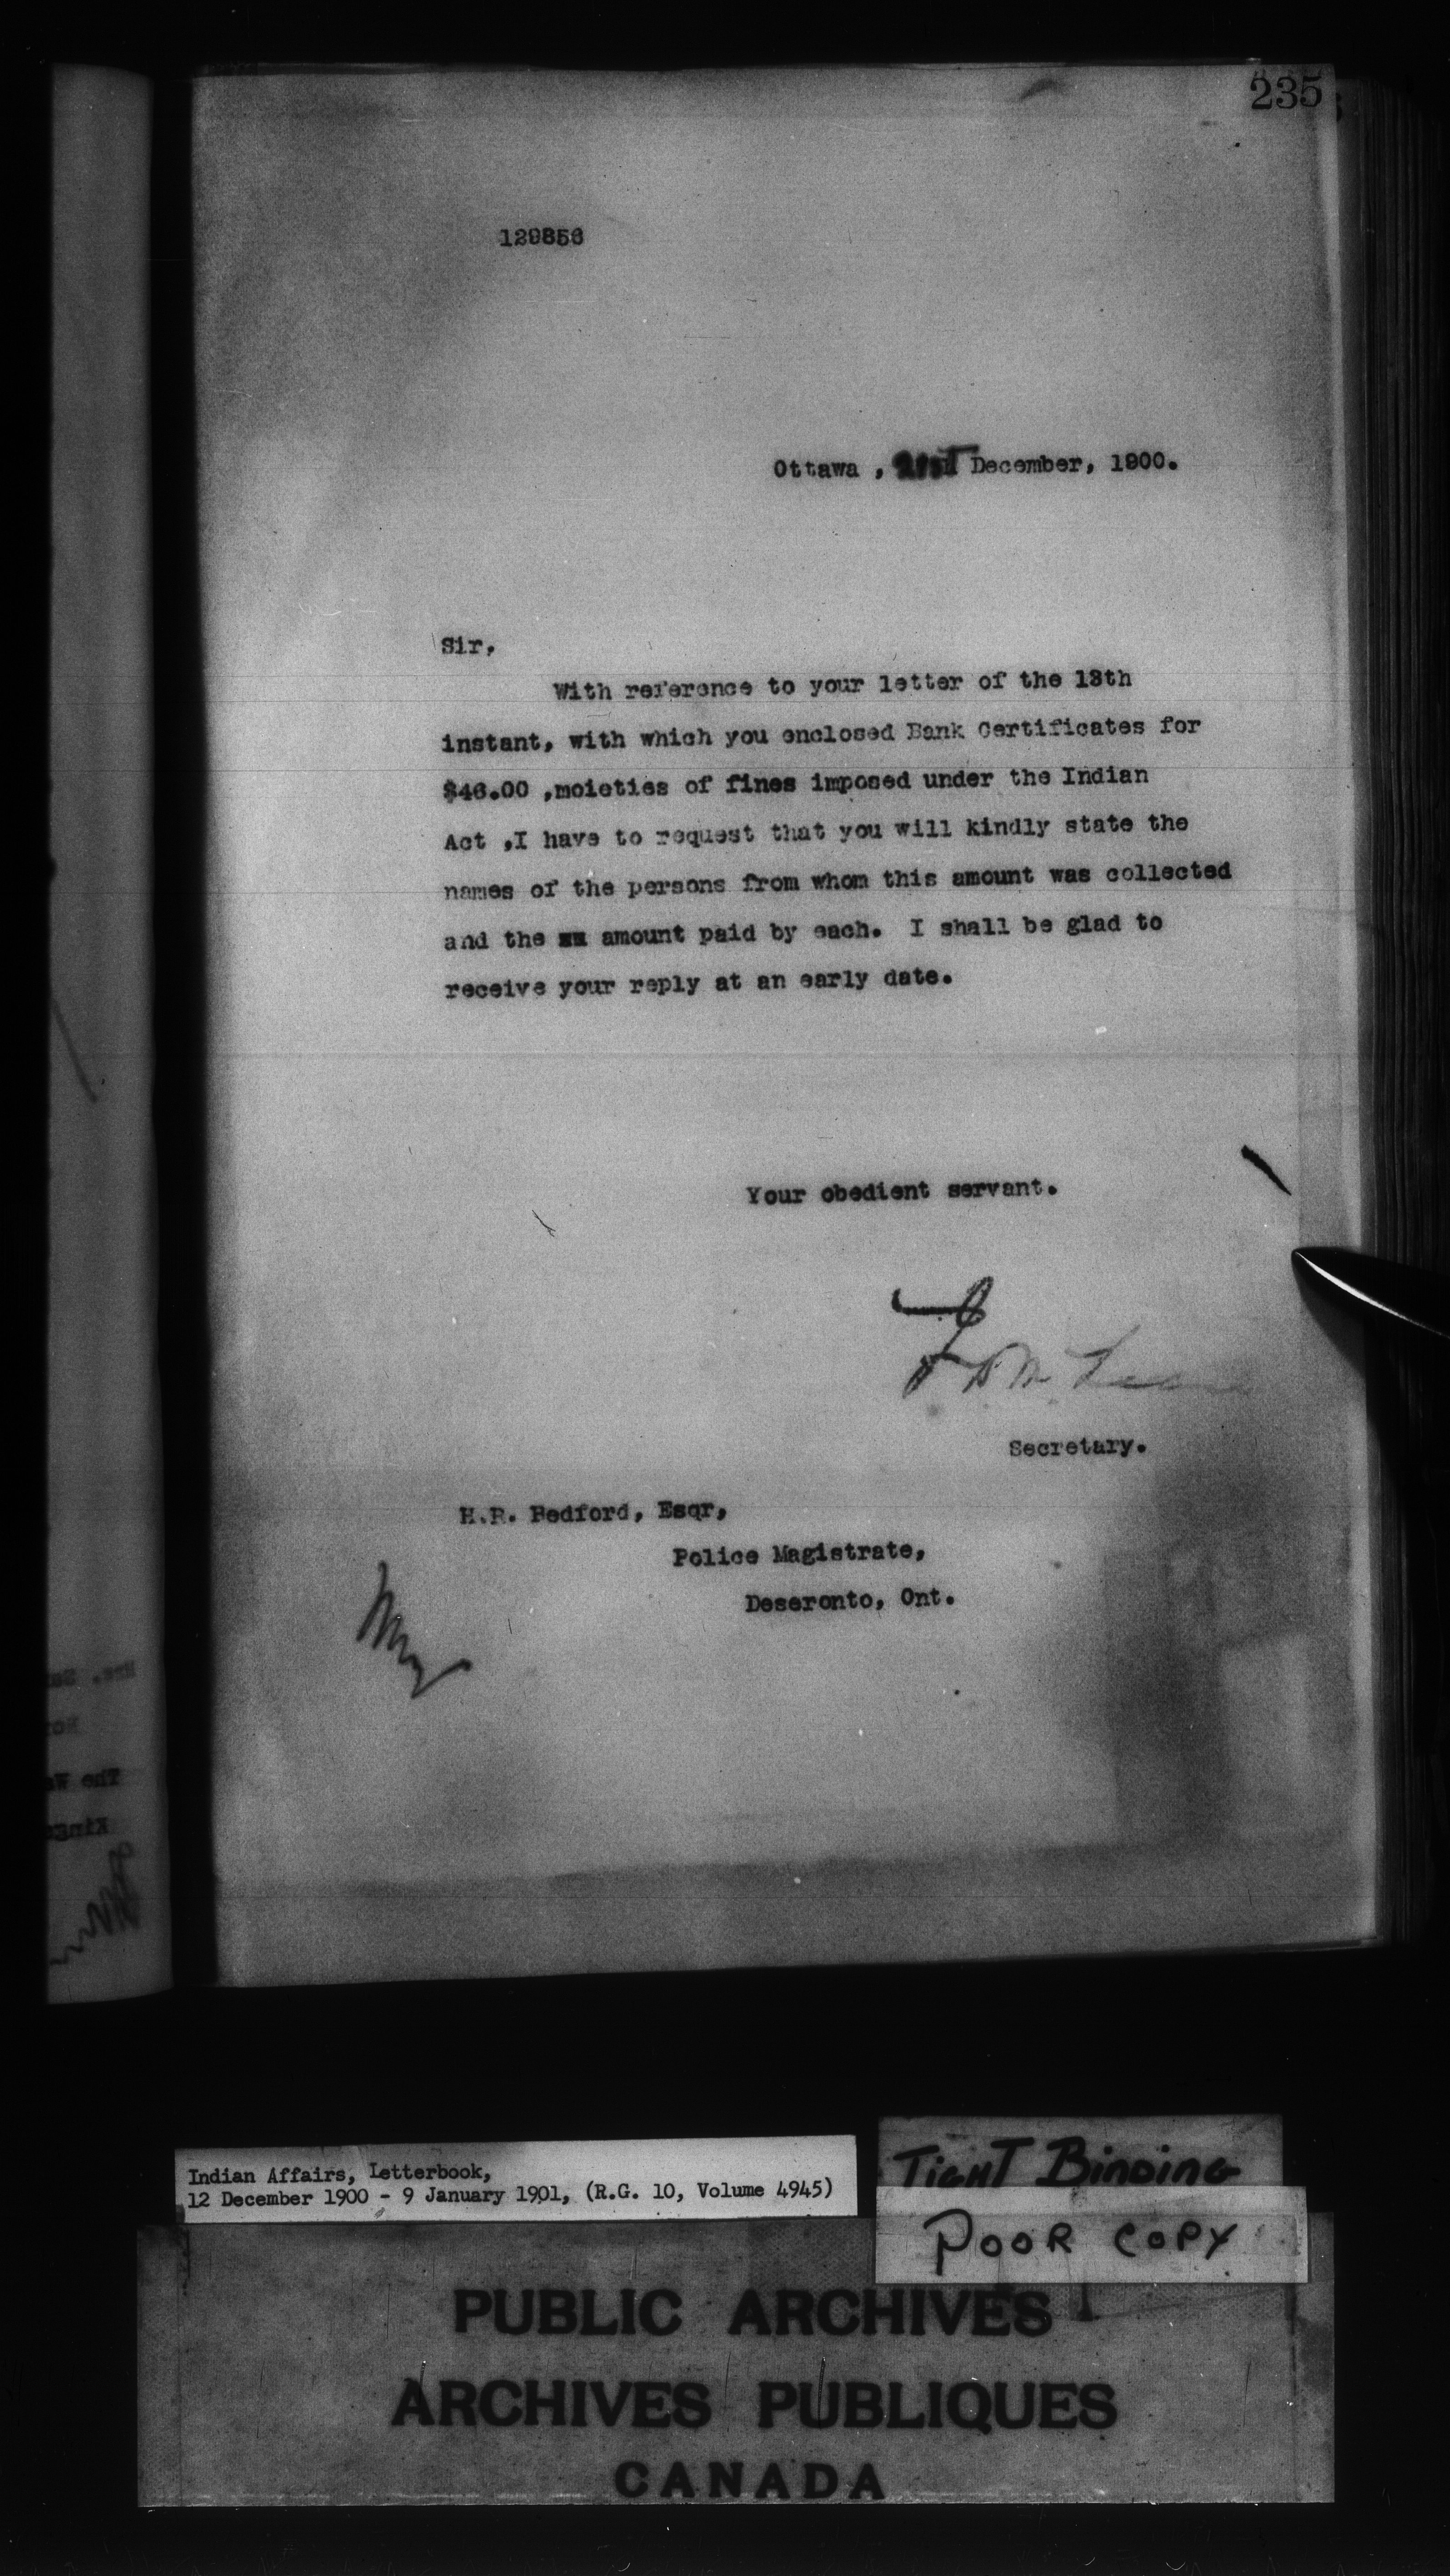 235
129856
Ottawa , 21st December, 1900.
Sir,
With reference to your letter of the 13th
instant, with which you enclosed Bank Certificates for
$46.00 ,moieties of fines imposed under the Indian
Act ,I have to request that you will kindly state the
names of the persons from whom this amount was collected
and the xx amount paid by each. I shall be glad to
receive your reply at an early date.
Your obedient servant.
Secretary.
H.R. Bedford, Esqr,
Police Magistrate,
Deseronto, Ont.
Indian Affairs, Letterbook,
12 December 1900 - 9 January 1901, (R.G. 10, Volume 4945)
TIGHT BINDING
POOR COPY
PUBLIC ARCHIVES
ARCHIVES PUBLIQUES
CANADA